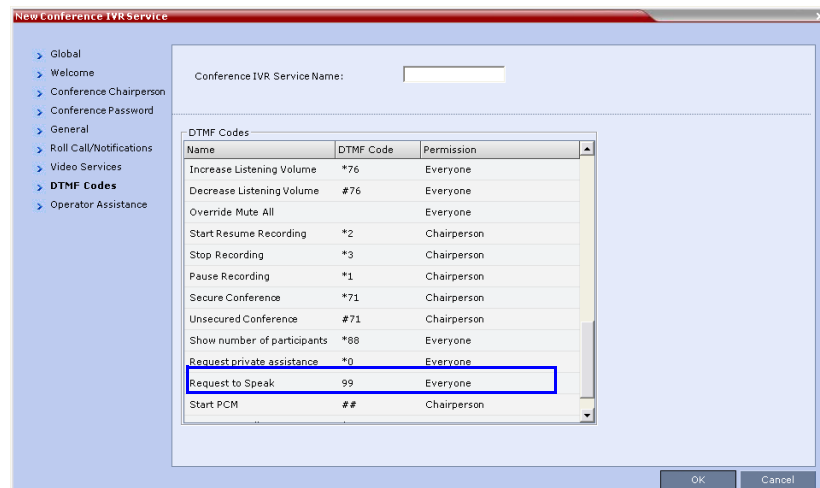 New Conference IVR Service
Global
Welcome
Conference Chairperson
Conference Password
General
Roll Call/Notifications
Video Services
DTMF Codes
Operator Assistance
Conference IVR Service Name:
DTMF Codes
Name DTMF Code Permission
Increase Listening Volume *76 Everyone
Decrease Listening Volume #76 Everyone
Override Mute All Everyone
Start Resume Recording *2 Chairperson
Stop Recording *3 Chairperson
Pause Recording *1 Chairperson
Secure Conference *71 Chairperson
Unsecured Conference #71 Chairperson
Show number of participants *88 Everyone
Request private assistance *0 Everyone
Request to Speak 99 Everyone
Start PCM ## Chairperson
OK Cancel